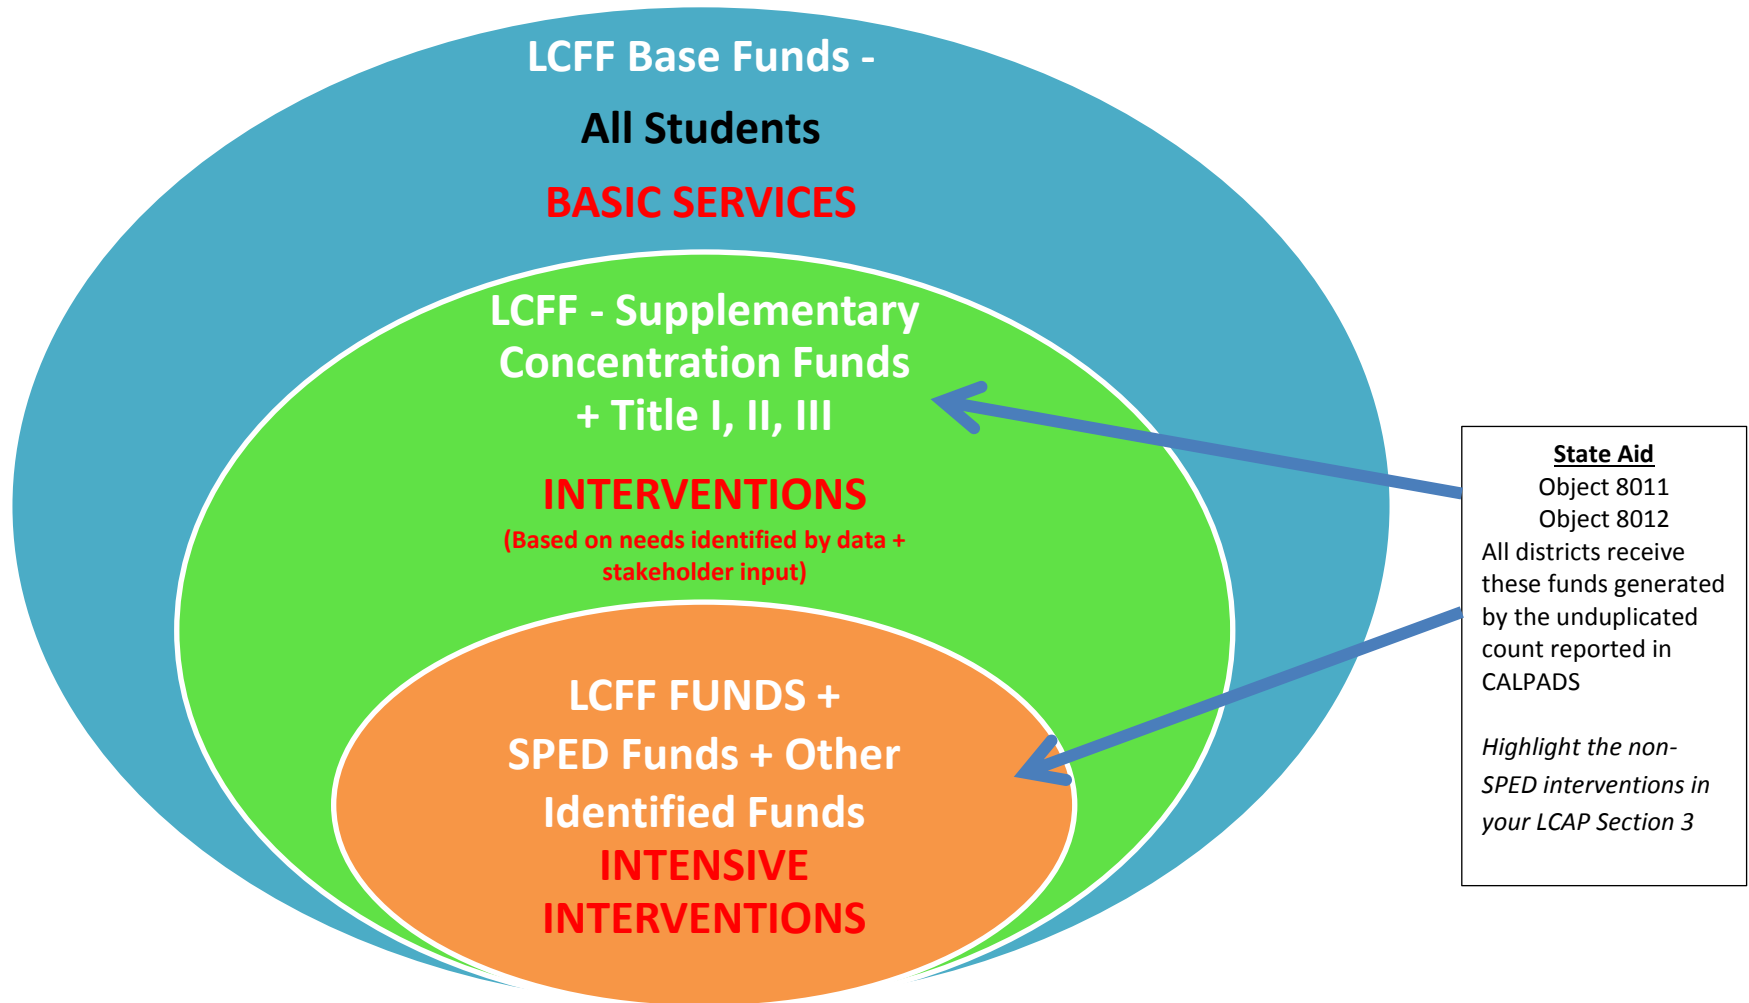 LCFF Base Funds -
All Students
BASIC SERVICES
LCFF - Supplementary
Concentration Funds
+ Title I, II, III
INTERVENTIONS
(Based on needs identified by data +
stakeholder input)
LCFF FUNDS +
SPED Funds + Other
Identified Funds
INTENSIVE
INTERVENTIONS
State Aid
Object 8011
Object 8012
All districts receive
these funds generated
by the unduplicated
count reported in
CALPADS
Highlight the non-
SPED interventions in
your LCAP Section 3